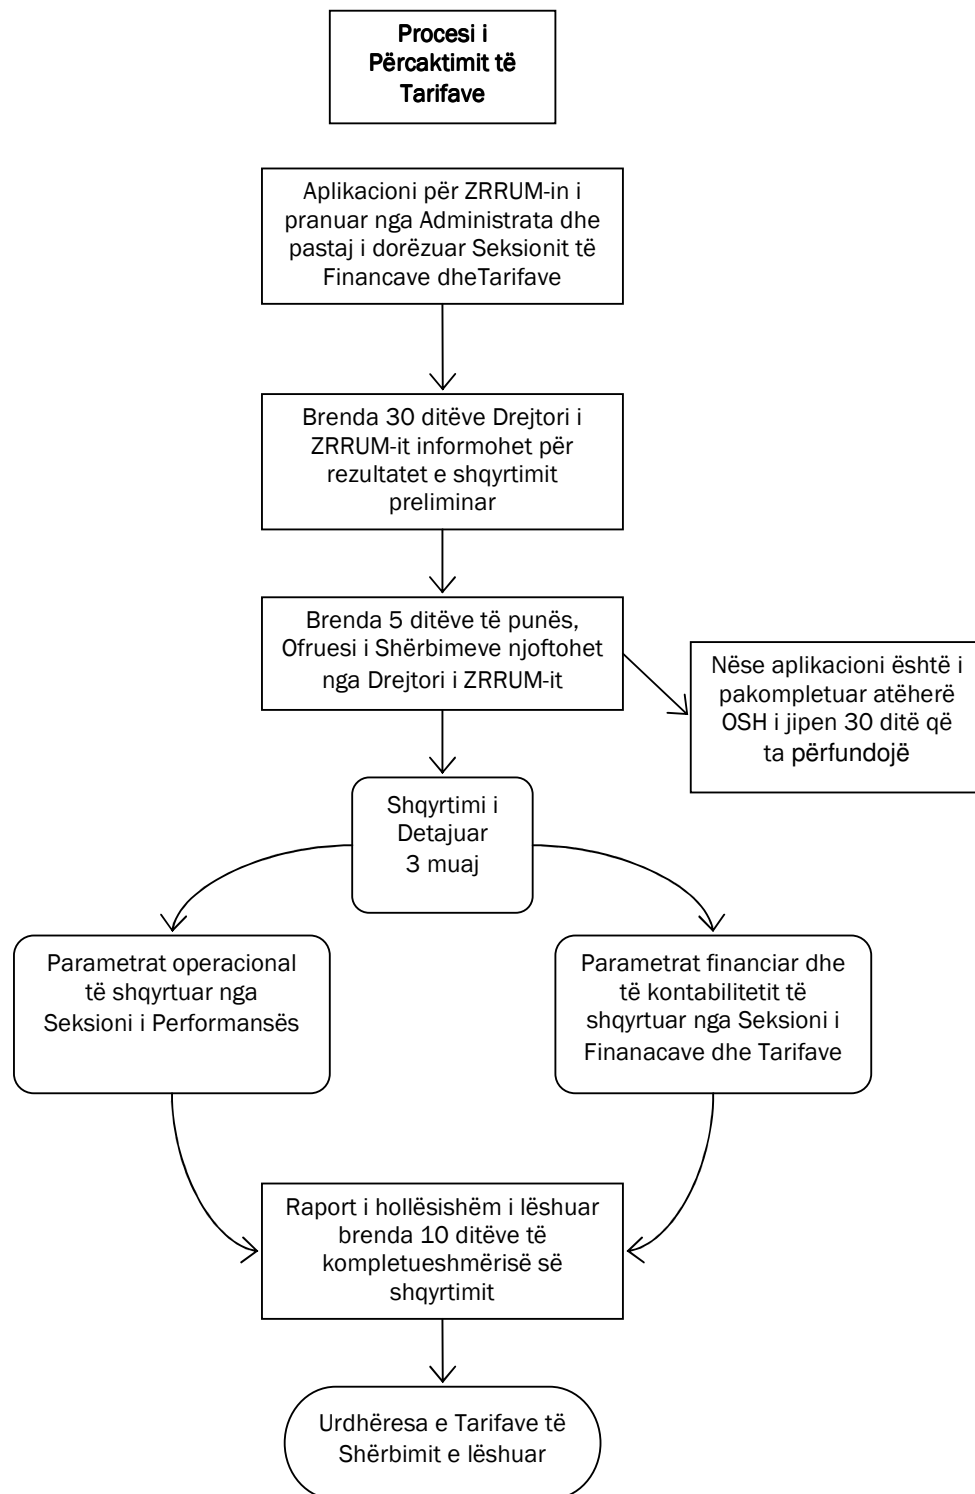 Procesi i
Përcaktimit të
Tarifave
Aplikacioni për ZRRUM-in i
pranuar nga Administrata dhe
pastaj i dorëzuar Seksionit të
Financave dheTarifave
Brenda 30 ditëve Drejtori i
ZRRUM-it informohet për
rezultatet e shqyrtimit
preliminar
Brenda 5 ditëve të punës,
Ofruesi i Shërbimeve njoftohet
nga Drejtori i ZRRUM-it
Nëse aplikacioni është i
pakompletuar atëherë
OSH i jipen 30 ditë që
ta përfundojë
Shqyrtimi i
Detajuar
3 muaj
Parametrat operacional
të shqyrtuar nga
Seksioni i Performansës
Parametrat financiar dhe
të kontabilitetit të
shqyrtuar nga Seksioni i
Finanacave dhe Tarifave
Raport i hollësishëm i lëshuar
brenda 10 ditëve të
kompletueshmërisë së
shqyrtimit
Urdhëresa e Tarifave të
Shërbimit e lëshuar